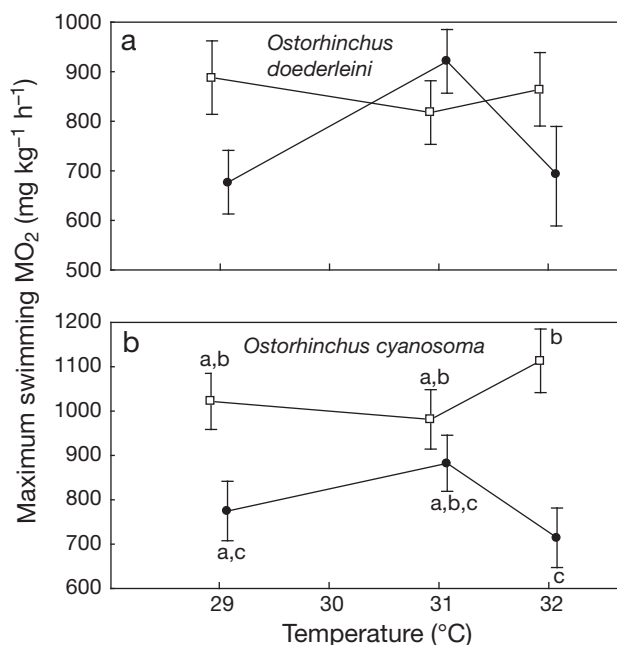 1000
a
Ostorhinchus
doederleini
900
800
700
600
500
Maximum swimming MO₂ (mg kg⁻¹ h⁻¹)
1200
b
Ostorhinchus cyanosoma
b
1100
a,b
a,b
1000
900
800
a,b,c
700
a,c
600
c
29
30
31
32
Temperature (°C)